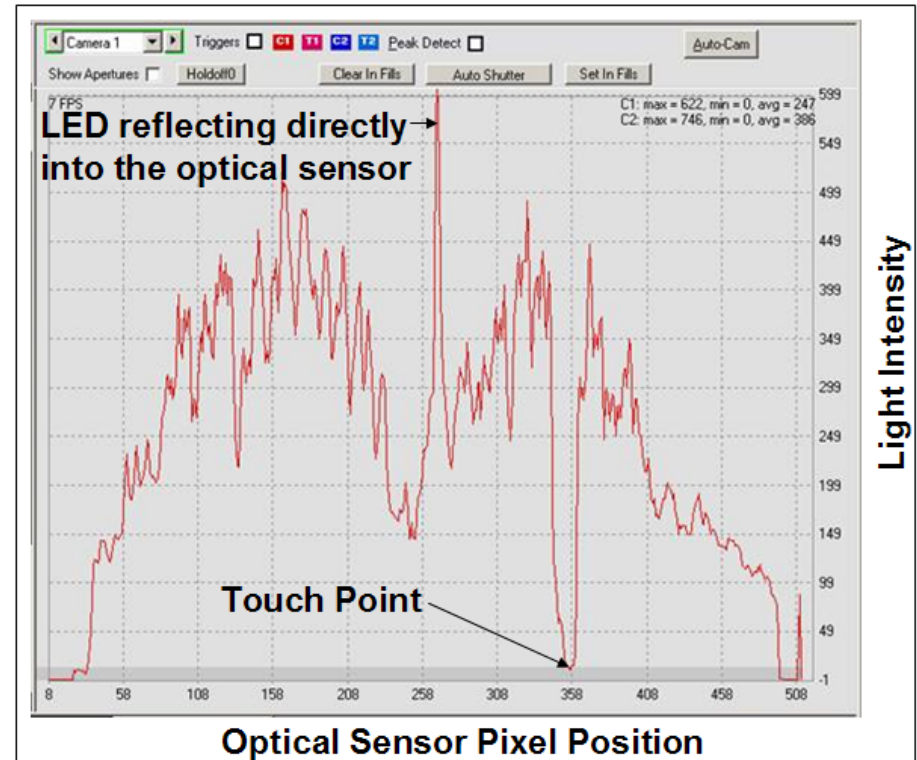 Camera 1 Triggers C1 T1 C2 T2 Peak Detect Auto-Cam
Show Apertures Holdoff0 Clear In Fills Auto Shutter Set In Fills
7 FPS
C1: max = 622, min = 0, avg = 247
C2: max = 746, min = 0, avg = 386
LED reflecting directly
into the optical sensor
599
549
499
449
399
349
299
249
199
149
99
49
-1
Light Intensity
Touch Point
8 58 108 158 208 258 308 358 408 458 508
Optical Sensor Pixel Position